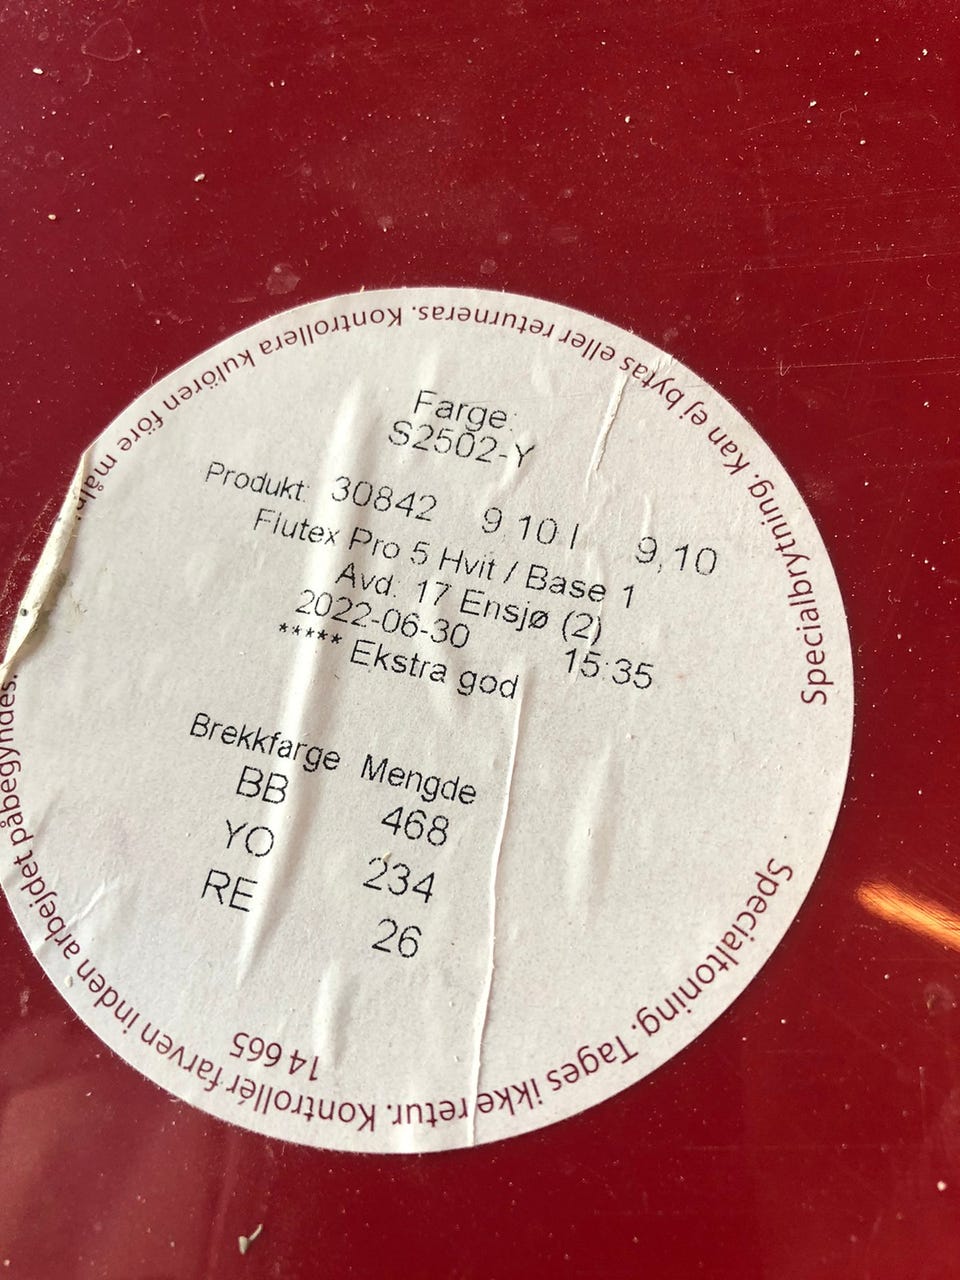 Farge:
S2502-Y
Produkt: 30842 9,10 l 9,10
Flutex Pro 5 Hvit / Base 1
Avd: 17 Ensjø (2)
2022-06-30 15:35
***** Ekstra god
Brekkfarge Mengde
BB 468
YO 234
RE 26
Specialbrytning. Kan ej bytas eller returneras. Kontrollera kulören före
Specialtoning. Tages ikke retur. Kontrollér farven inden arbejdet påbegyndes.
14 665